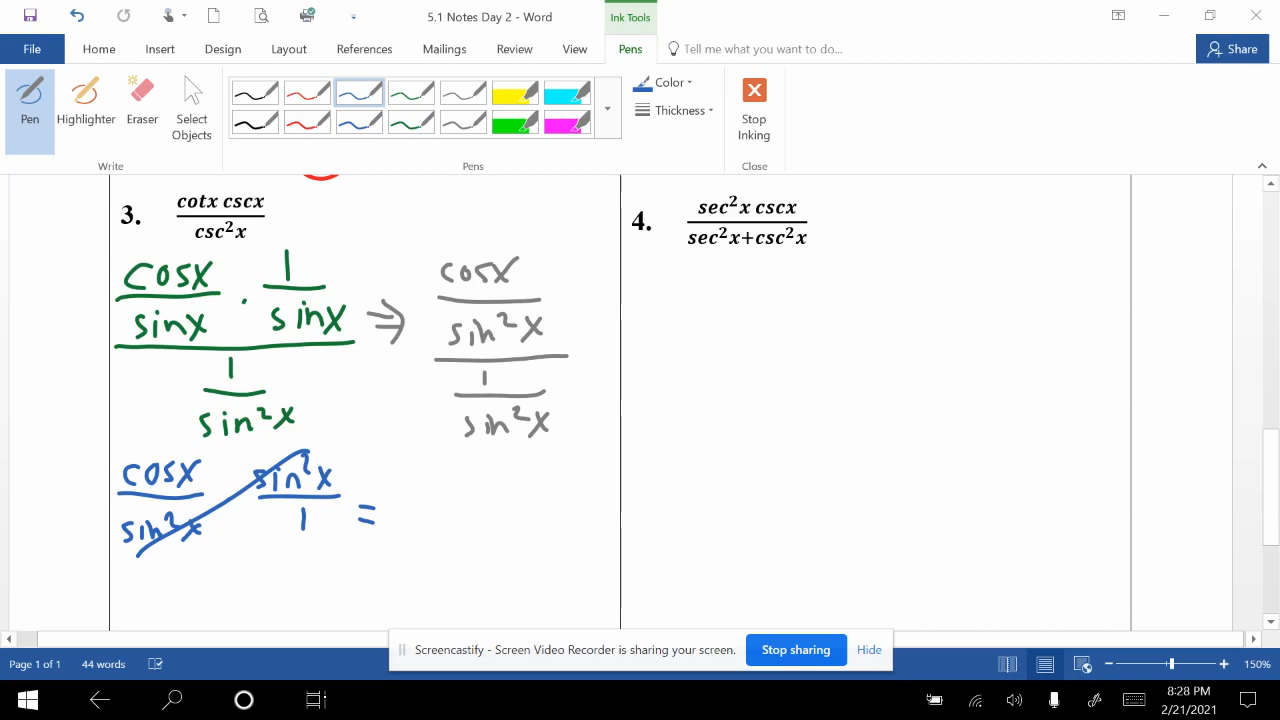 5.1 Notes Day 2 - Word
Ink Tools
File Home Insert Design Layout References Mailings Review View Pens Tell me what you want to do... Share
Pen Highlighter Eraser Select Objects
Color
Thickness
Stop Inking
Write Pens Close
3. cotx cscx
csc²x
cosx 1
sinx · sinx
1
sin²x
⇒
cosx
sin²x
1
sin²x
cosx sin²x
sin²x 1 =
4. sec²x cscx
sec²x+csc²x
Screencastify - Screen Video Recorder is sharing your screen. Stop sharing Hide
Page 1 of 1 44 words 150%
8:28 PM
2/21/2021